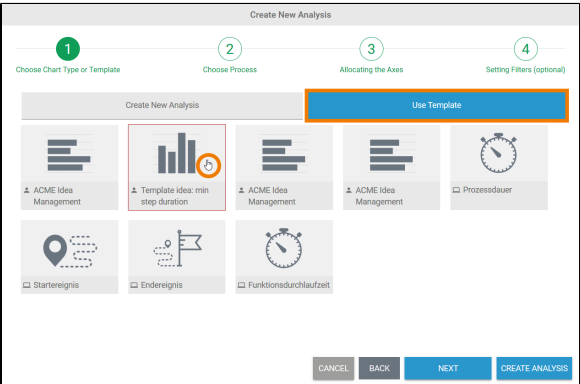 Create New Analysis
1
2
3
4
Choose Chart Type or Template
Choose Process
Allocating the Axes
Setting Filters (optional)
Create New Analysis
Use Template
ACME Idea
Management
Template idea: min
step duration
ACME Idea
Management
ACME Idea
Management
Prozessdauer
Startereignis
Endereignis
Funktionsdurchlaufzeit
CANCEL
BACK
NEXT
CREATE ANALYSIS